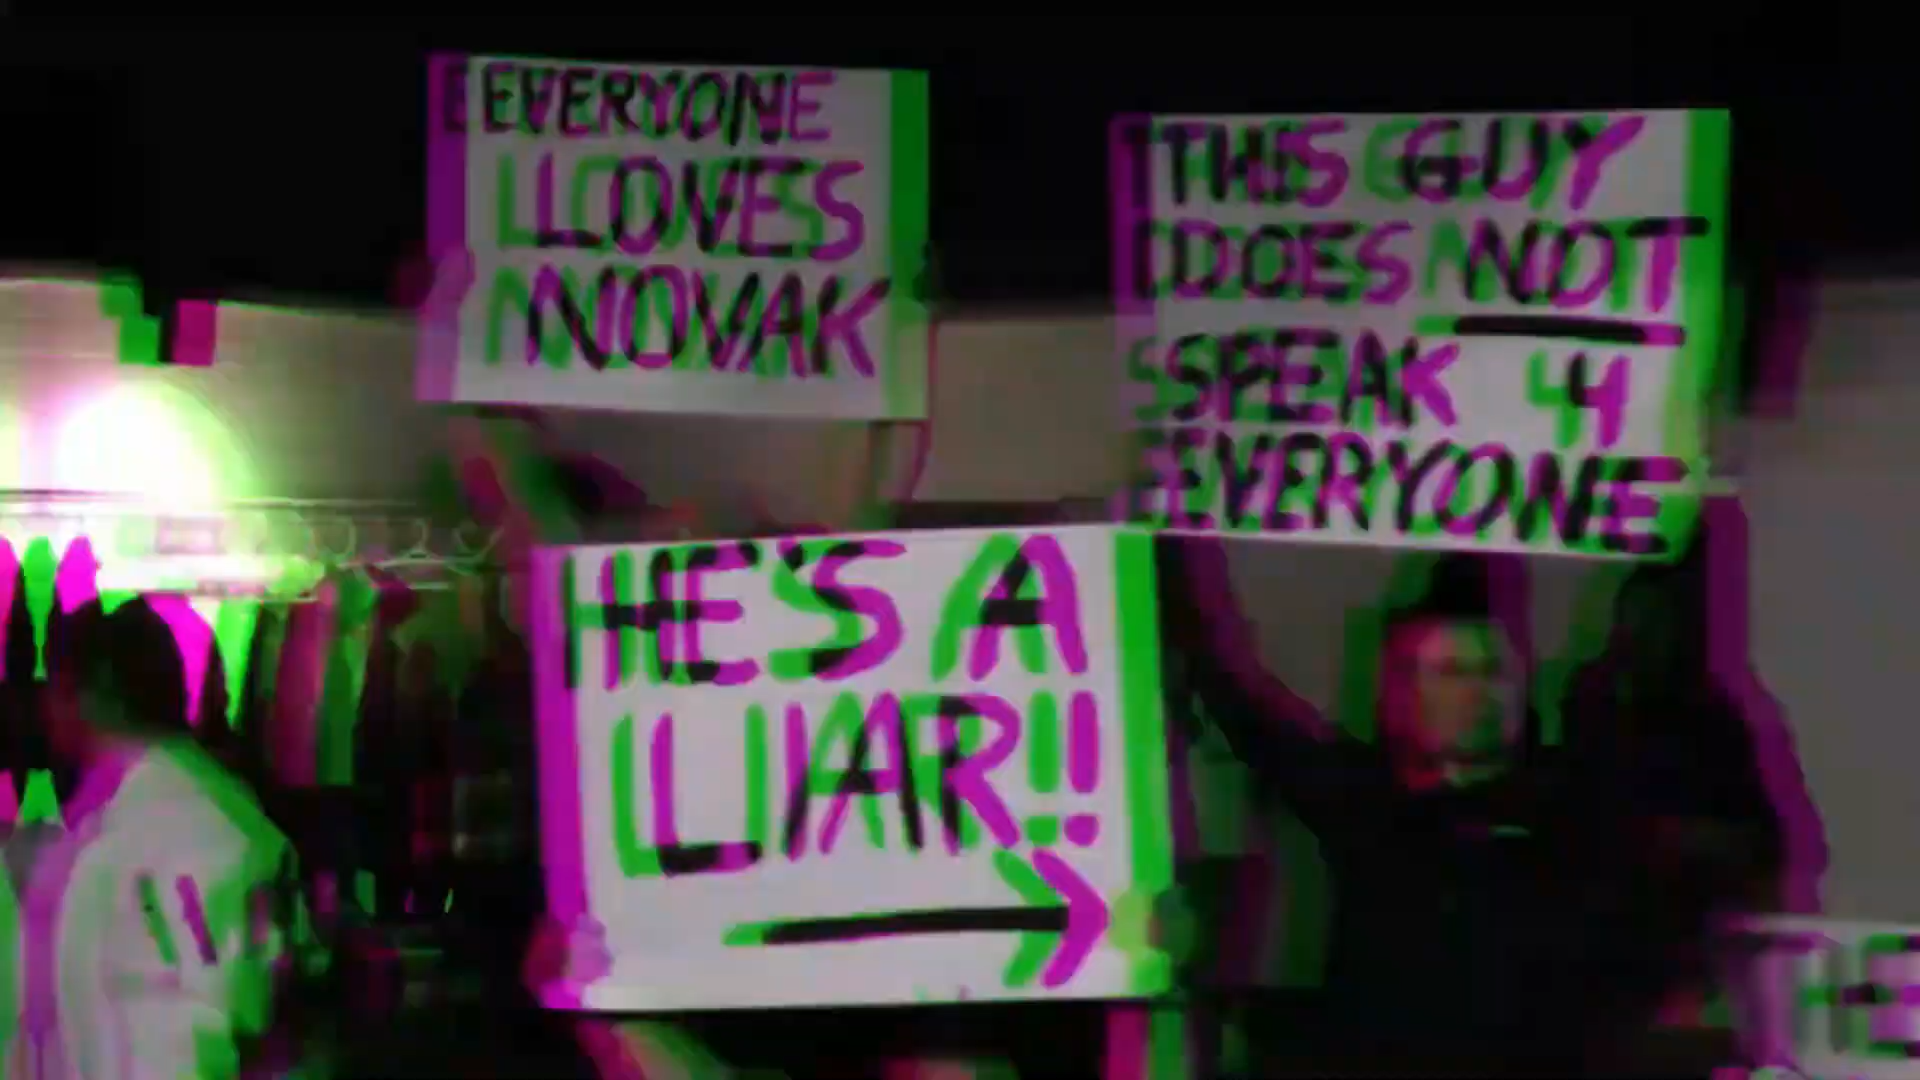 EVERYONE
LOVES
NOVAK
THIS GUY
DOES NOT
SPEAK 4
EVERYONE
HE'S A
LIAR!!